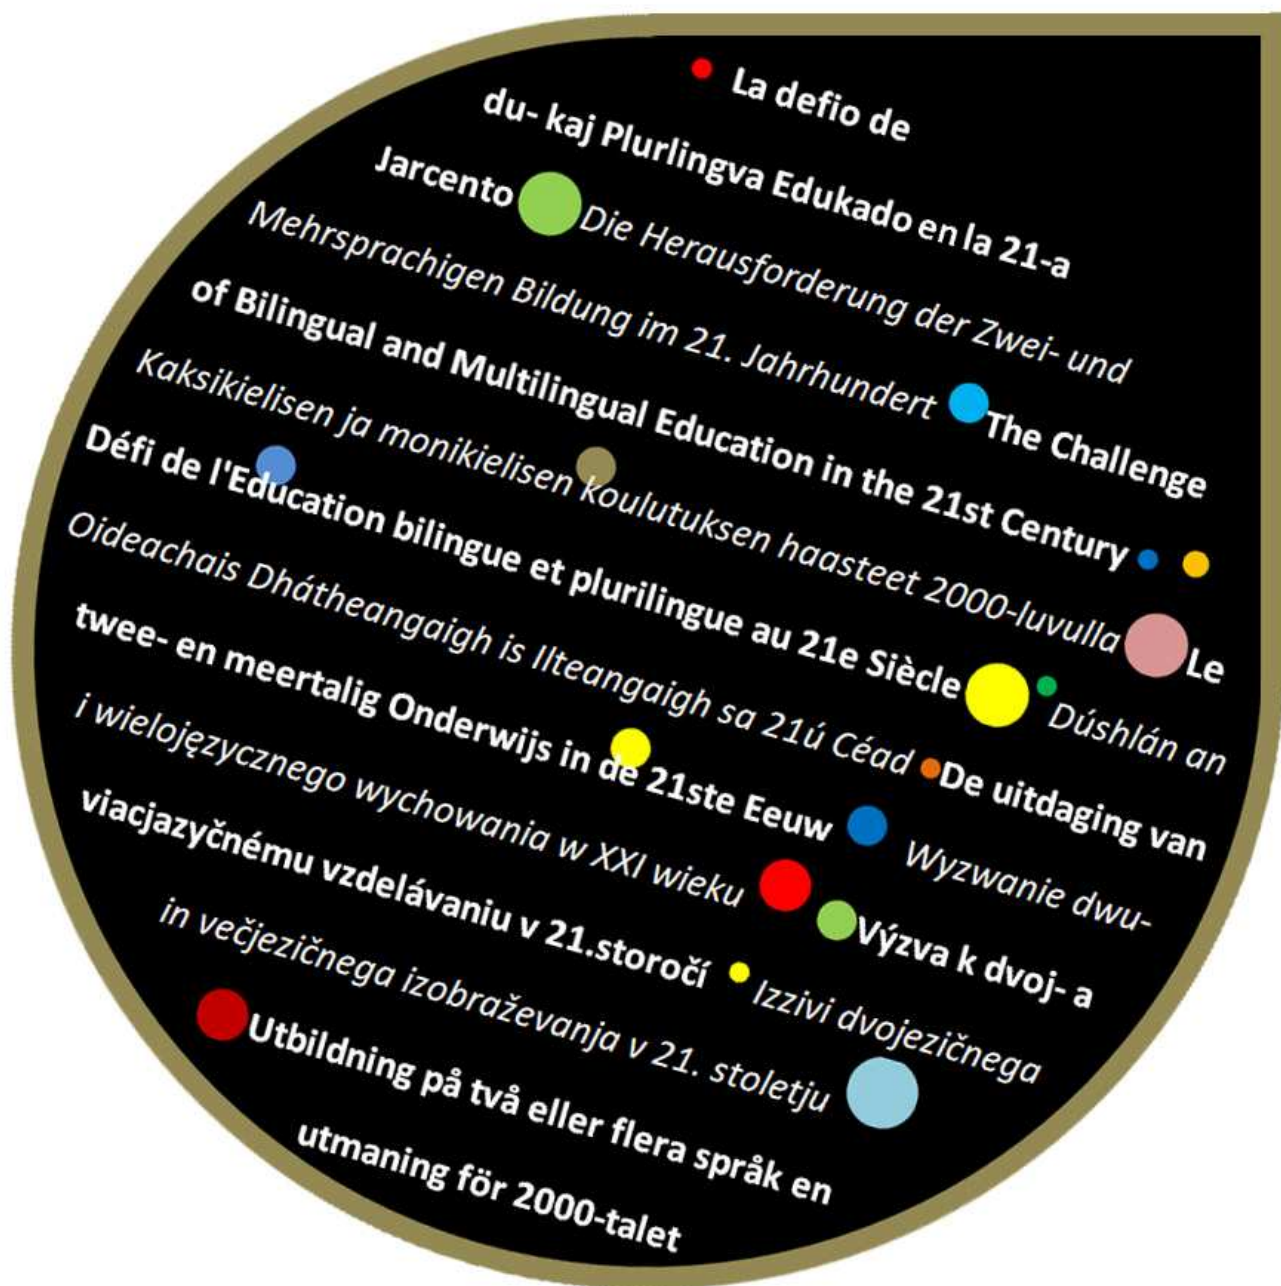 La defio de
du- kaj Plurlingva Edukado en la 21-a
Jarcento Die Herausforderung der Zwei- und
Mehrsprachigen Bildung im 21. Jahrhundert The Challenge
of Bilingual and Multilingual Education in the 21st Century
Kaksikielisen ja monikielisen koulutuksen haasteet 2000-luvulla Le
Défi de l'Education bilingue et plurilingue au 21e Siècle Dúshlán an
Oideachais Dhátheangaigh is Ilteangaigh sa 21ú Céad De uitdaging van
twee- en meertalig Onderwijs in de 21ste Eeuw Wyzwanie dwu-
i wielojęzycznego wychowania w XXI wieku Výzva k dvoj- a
viacjazyčnému vzdelávaniu v 21.storočí Izzivi dvojezičnega
in večjezičnega izobraževanja v 21. stoletju
Utbildning på två eller flera språk en
utmaning för 2000-talet